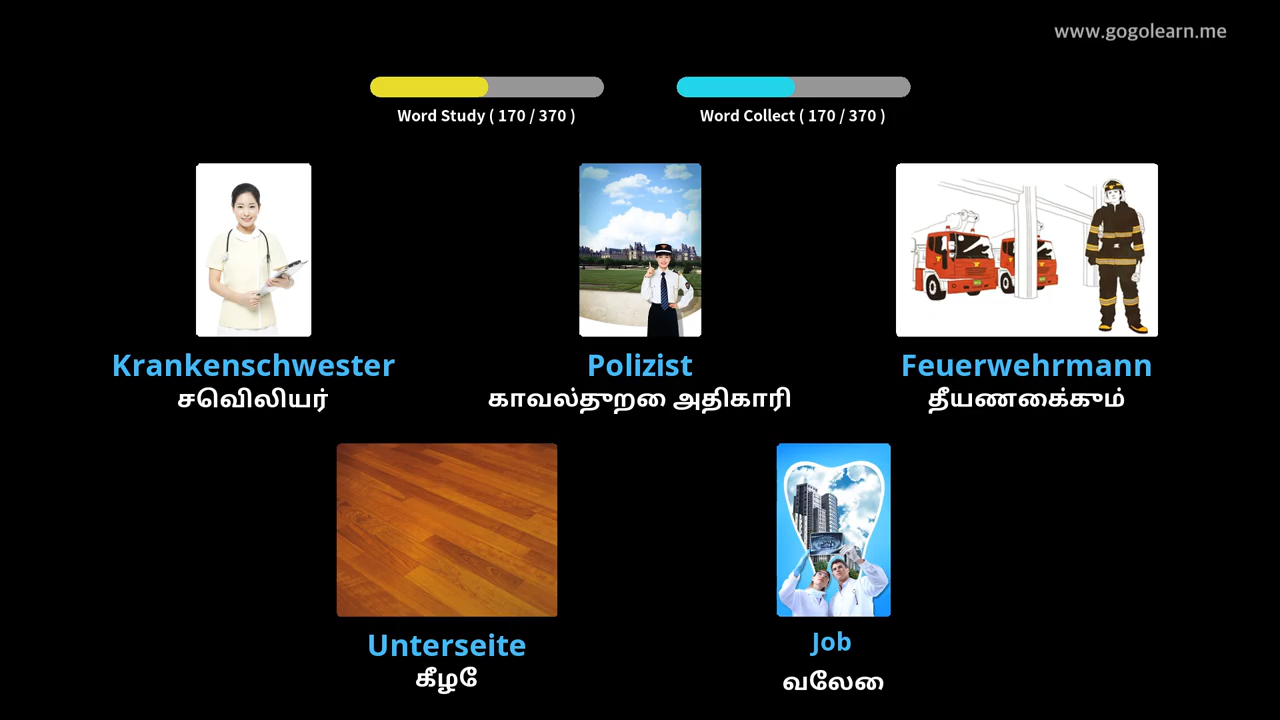 www.gogolearn.me
Word Study ( 170 / 370 )
Word Collect ( 170 / 370 )
Krankenschwester
செவிலியர்
Polizist
காவல்துறை அதிகாரி
Feuerwehrmann
தீயணைக்கும்
Unterseite
கீழே
Job
வேலை